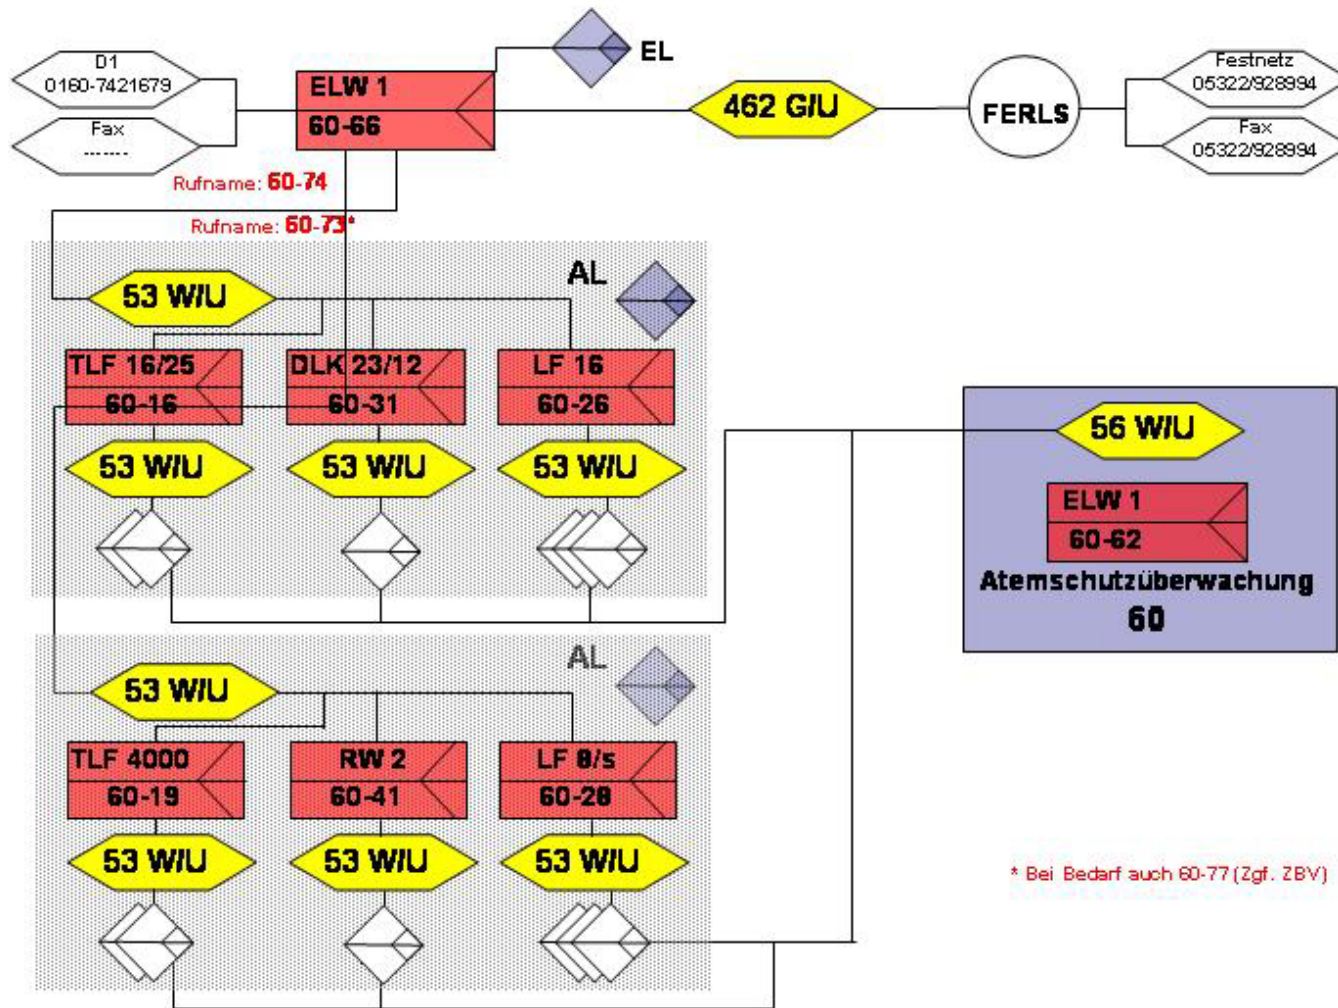 D1
0160-7421679
Fax
-------
ELW 1
60-66
EL
462 G/U
FERLS
Festnetz
05322/928994
Fax
05322/928994
Rufname: 60-74
Rufname: 60-73*
53 W/U
AL
TLF 16/25
60-16
DLK 23/12
60-31
LF 16
60-26
53 W/U
53 W/U
53 W/U
56 W/U
ELW 1
60-62
Atemschutzüberwachung
60
53 W/U
AL
TLF 4000
60-19
RW 2
60-41
LF 8/s
60-28
53 W/U
53 W/U
53 W/U
* Bei Bedarf auch 60-77 (Zgf. ZBV)